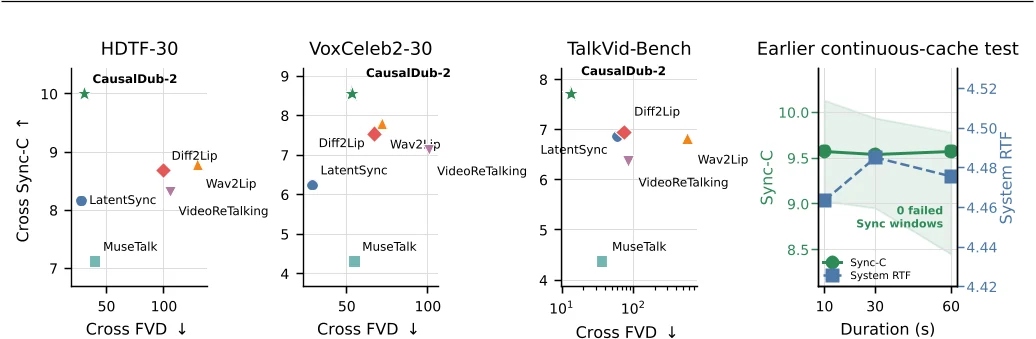 HDTF-30
Cross Sync-C ↑
10
9
8
7
50
100
Cross FVD ↓
CausalDub-2
Diff2Lip
Wav2Lip
LatentSync
VideoReTalking
MuseTalk
VoxCeleb2-30
9
8
7
6
5
4
50
100
Cross FVD ↓
CausalDub-2
Diff2Lip
Wav2Lip
LatentSync
VideoReTalking
MuseTalk
TalkVid-Bench
8
7
6
5
4
10¹
10²
Cross FVD ↓
CausalDub-2
Diff2Lip
LatentSync
Wav2Lip
VideoReTalking
MuseTalk
Earlier continuous-cache test
Sync-C
10.0
9.5
9.0
8.5
4.52
4.50
4.48
4.46
4.44
4.42
System RTF
0 failed
Sync windows
Sync-C
System RTF
10
30
60
Duration (s)